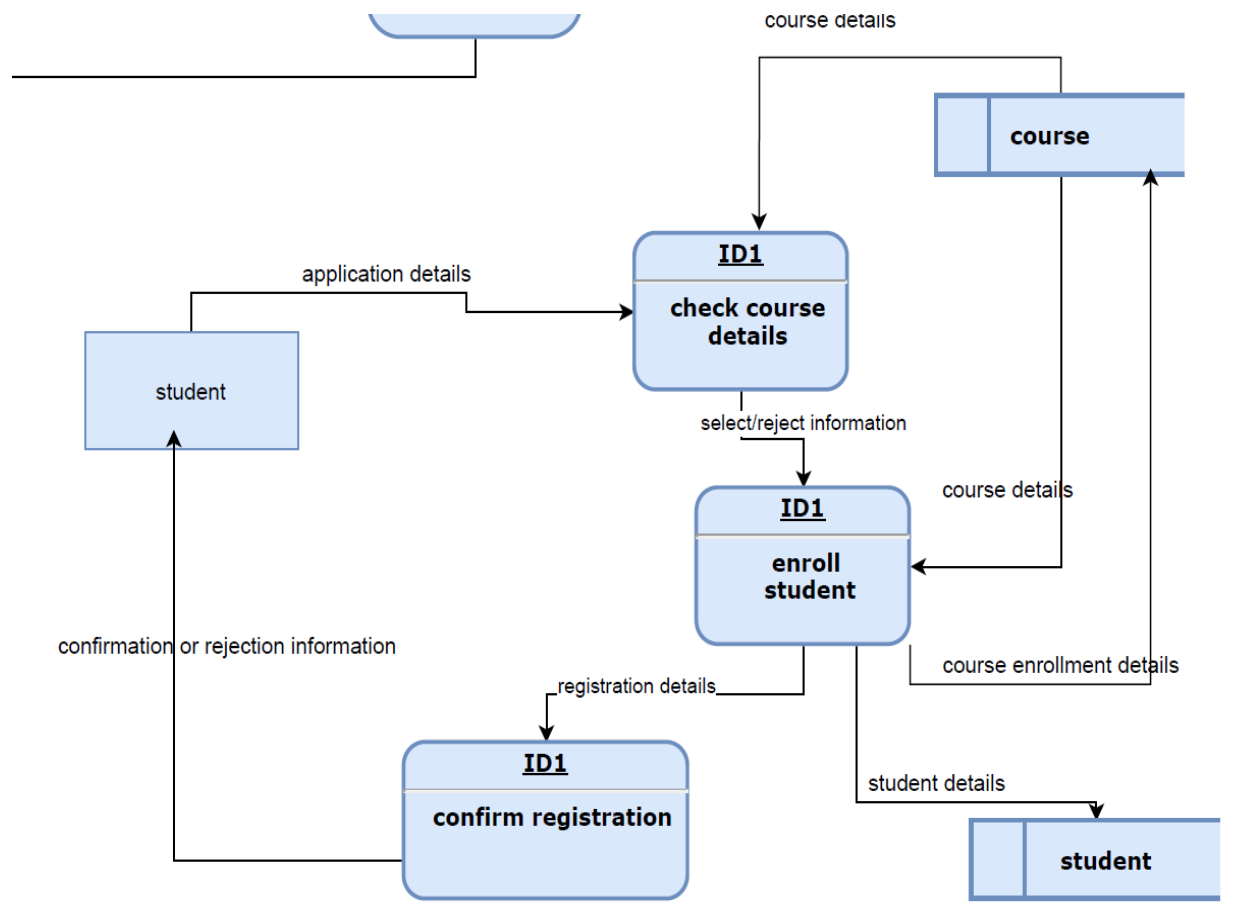 course details
course
ID1
check course
details
application details
student
select/reject information
course details
ID1
enroll
student
confirmation or rejection information
course enrollment details
registration details
ID1
confirm registration
student details
student